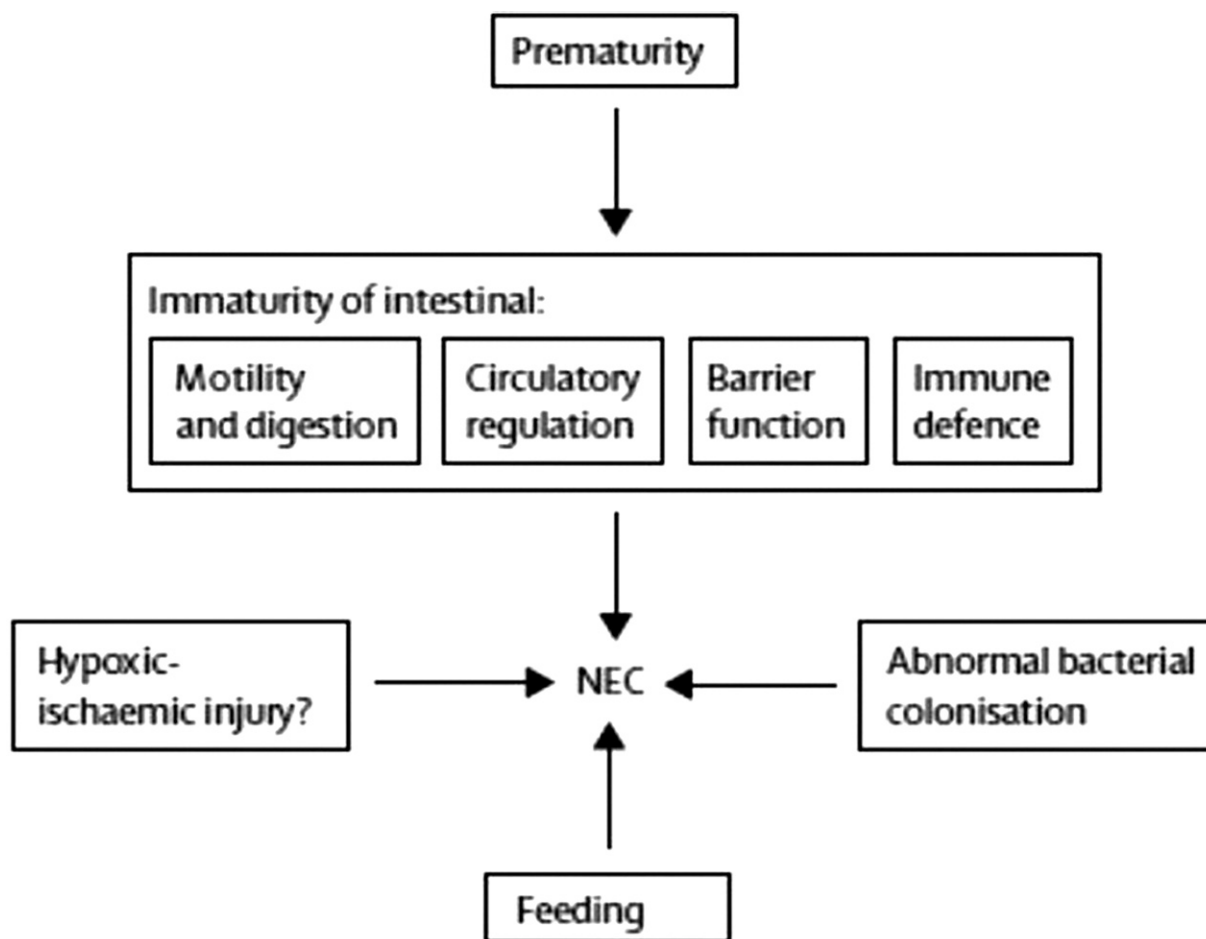 Prematurity
Immaturity of intestinal:
Motility
and digestion
Circulatory
regulation
Barrier
function
Immune
defence
Hypoxic-
ischaemic injury?
NEC
Abnormal bacterial
colonisation
Feeding